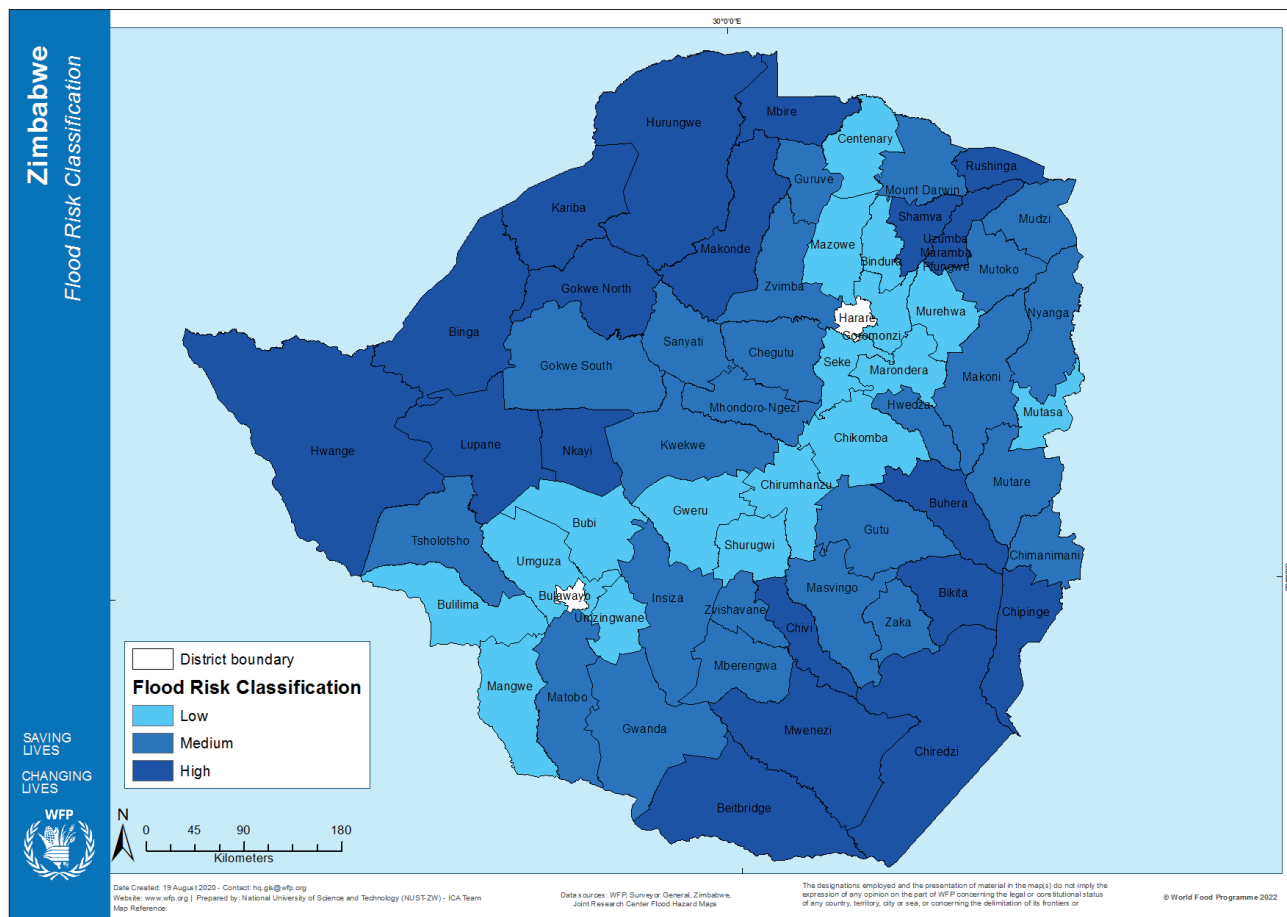 Zimbabwe
Flood Risk Classification
30°0'0"E
Mbire
Hurungwe
Centenary
Rushinga
Guruve
Mount Darwin
Kariba
Shamva
Mudzi
Uzumba
Maramba
Pfungwe
Makonde
Mazowe
Bindura
Mutoko
Gokwe North
Zvimba
Murehwa
Nyanga
Harare
Goromonzi
Binga
Sanyati
Chegutu
Gokwe South
Seke
Marondera
Makoni
Mhondoro-Ngezi
Hwedza
Mutasa
Chikomba
Hwange
Lupane
Nkayi
Kwekwe
Chirumhanzu
Mutare
Buhera
Gweru
Bubi
Gutu
Tsholotsho
Shurugwi
Chimanimani
Umguza
Masvingo
Bikita
Bulawayo
Insiza
Bulilima
Zvishavane
Chipinge
Umzingwane
Chivi
Zaka
Mberengwa
Mangwe
Matobo
Gwanda
Mwenezi
Chiredzi
Beitbridge
District boundary
Flood Risk Classification
Low
Medium
High
SAVING
LIVES
CHANGING
LIVES
WFP
N
0 45 90 180
Kilometers
Date Created: 19 August 2020 - Contact: hq.gis@wfp.org
Website: www.wfp.org | Prepared by: National University of Science and Technology (NUST-ZW) - ICA Team
Map Reference:
Data sources: WFP, Surveyor General, Zimbabwe,
Joint Research Center Flood Hazard Maps
The designations employed and the presentation of material in the map(s) do not imply the
expression of any opinion on the part of WFP concerning the legal or constitutional status
of any country, territory, city or sea, or concerning the delimitation of its frontiers or
© World Food Programme 2022